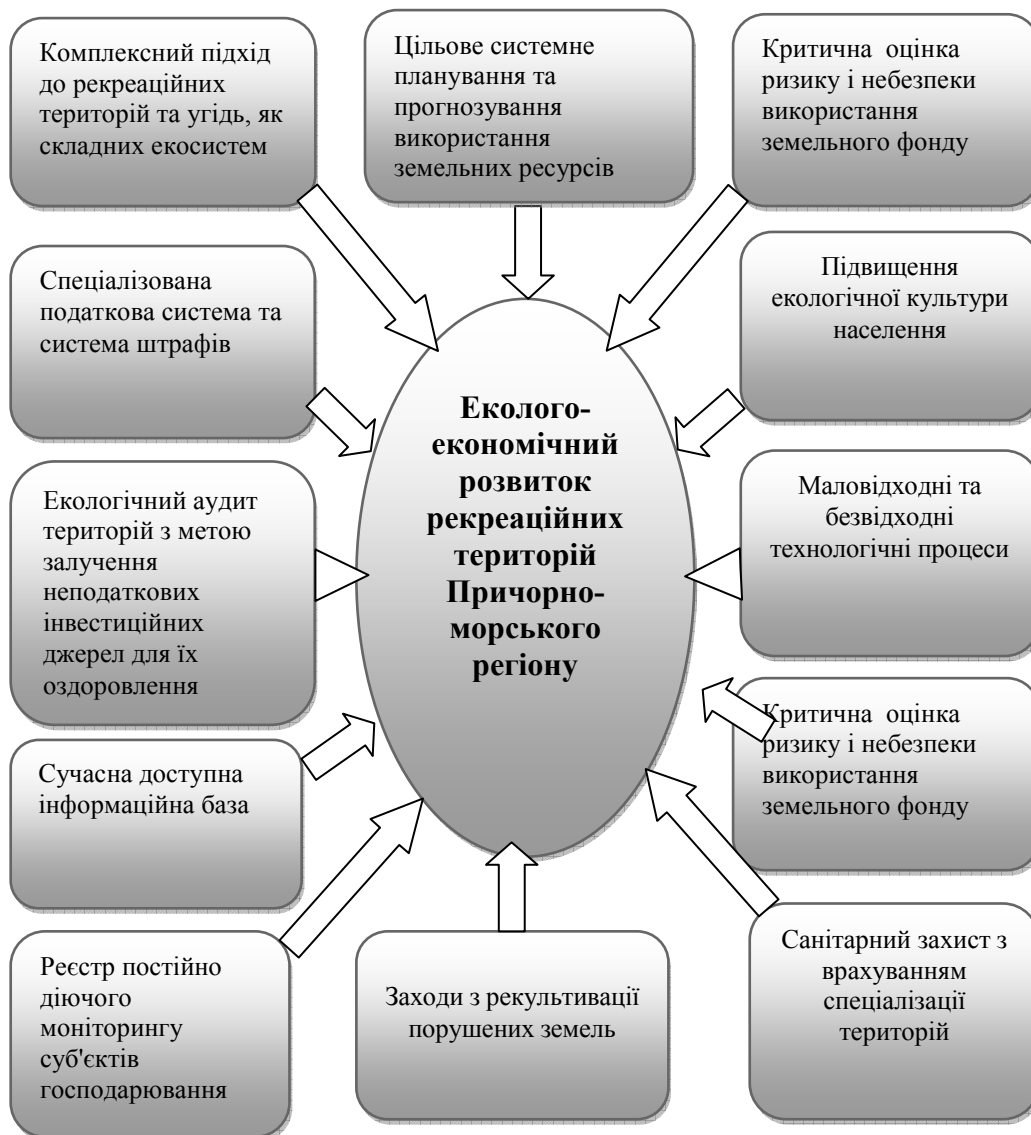 Комплексний підхід
до рекреаційних
територій та угідь, як
складних екосистем
Цільове системне
планування та
прогнозування
використання
земельних ресурсів
Критична оцінка
ризику і небезпеки
використання
земельного фонду
Спеціалізована
податкова система та
система штрафів
Підвищення
екологічної культури
населення
Еколого-
економічний
розвиток
рекреаційних
територій
Причорно-
морського
регіону
Екологічний аудит
територій з метою
залучення
неподаткових
інвестиційних
джерел для їх
оздоровлення
Маловідходні та
безвідходні
технологічні процеси
Сучасна доступна
інформаційна база
Критична оцінка
ризику і небезпеки
використання
земельного фонду
Реєстр постійно
діючого
моніторингу
суб'єктів
господарювання
Заходи з рекультивації
порушених земель
Санітарний захист з
врахуванням
спеціалізації
територій